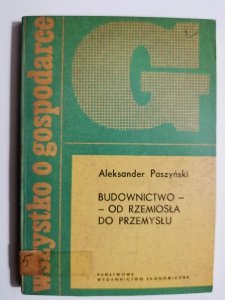 wszystko o gospodarce
G
Aleksander Paszyński
BUDOWNICTWO –
– OD RZEMIOSŁA
DO PRZEMYSŁU
PAŃSTWOWE
WYDAWNICTWO EKONOMICZNE